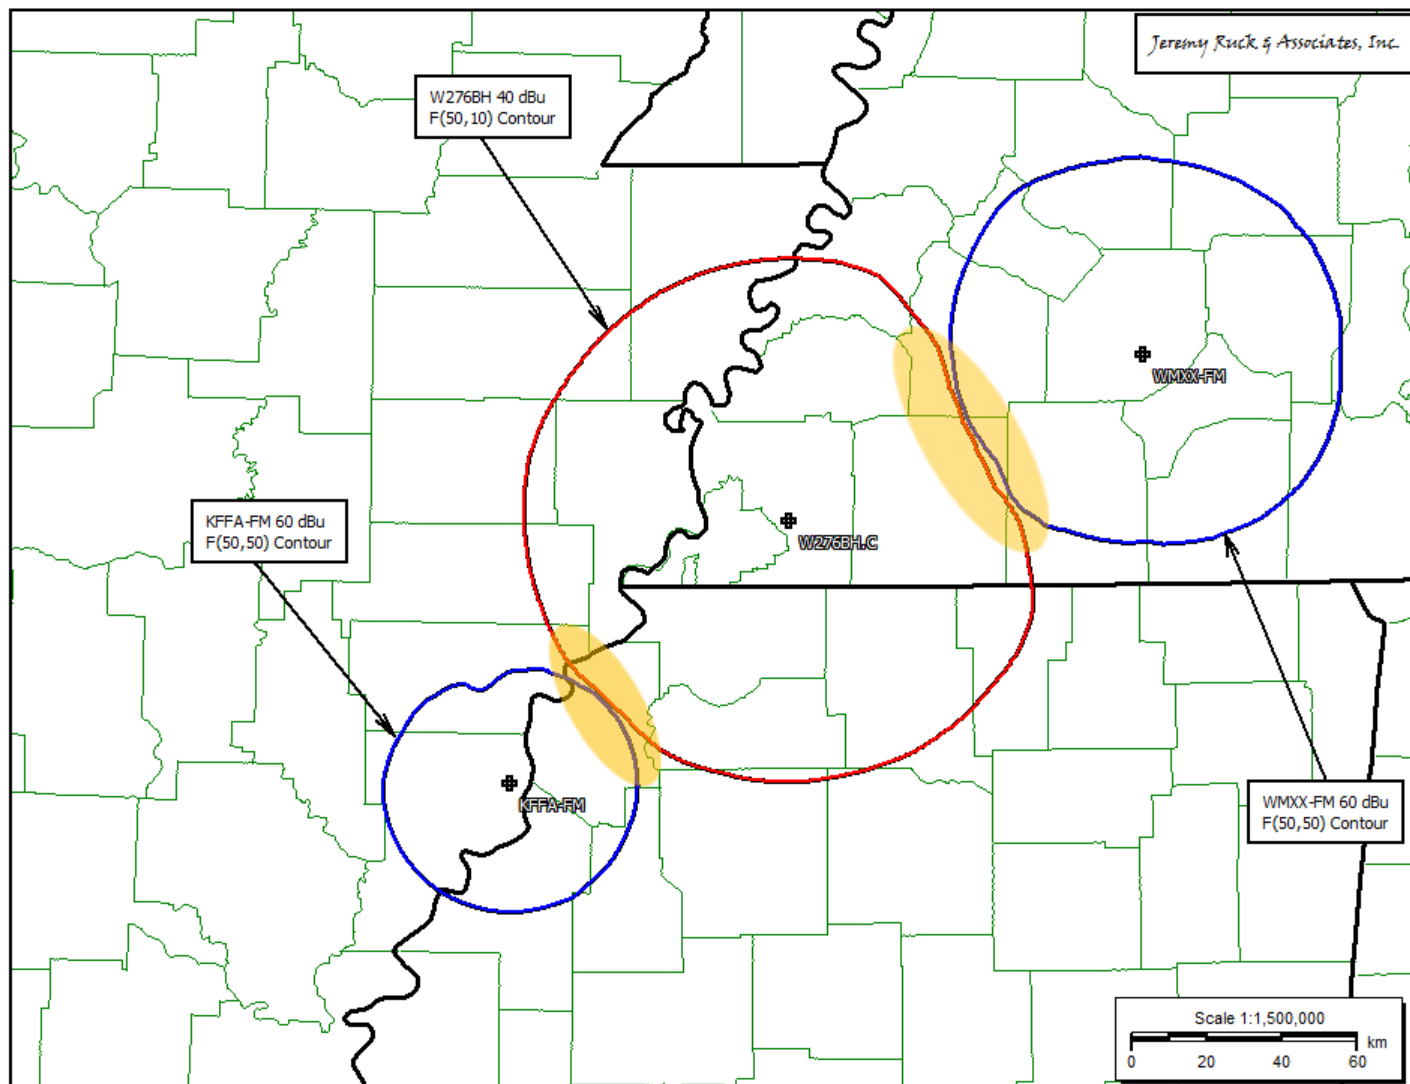 Jeremy Ruck & Associates, Inc.
W276BH 40 dBu
F(50,10) Contour
WMXX-FM
KFFA-FM 60 dBu
F(50,50) Contour
W276BH.C
KFFA-FM
WMXX-FM 60 dBu
F(50,50) Contour
Scale 1:1,500,000
km
0 20 40 60